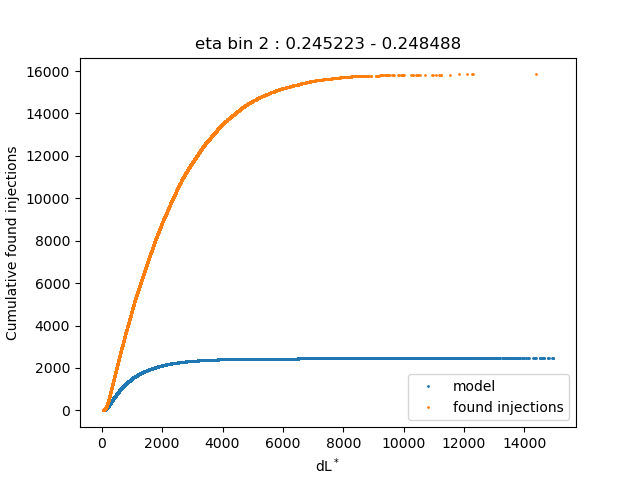 eta bin 2 : 0.245223 - 0.248488
Cumulative found injections
16000
14000
12000
10000
8000
6000
4000
2000
0
0 2000 4000 6000 8000 10000 12000 14000
dL*
model
found injections